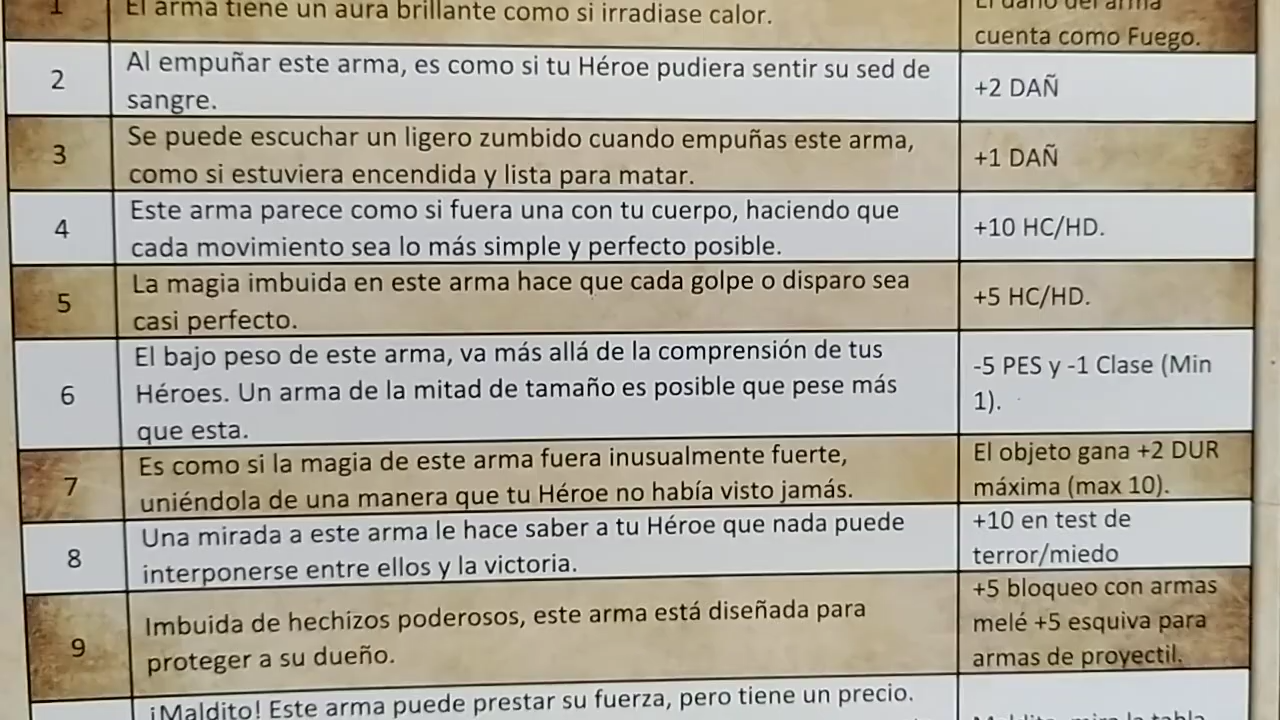 1
El arma tiene un aura brillante como si irradiase calor.
El daño del arma
cuenta como Fuego.
2
Al empuñar este arma, es como si tu Héroe pudiera sentir su sed de
sangre.
+2 DAÑ
3
Se puede escuchar un ligero zumbido cuando empuñas este arma,
como si estuviera encendida y lista para matar.
+1 DAÑ
4
Este arma parece como si fuera una con tu cuerpo, haciendo que
cada movimiento sea lo más simple y perfecto posible.
+10 HC/HD.
5
La magia imbuida en este arma hace que cada golpe o disparo sea
casi perfecto.
+5 HC/HD.
6
El bajo peso de este arma, va más allá de la comprensión de tus
Héroes. Un arma de la mitad de tamaño es posible que pese más
que esta.
-5 PES y -1 Clase (Min
1).
7
Es como si la magia de este arma fuera inusualmente fuerte,
uniéndola de una manera que tu Héroe no había visto jamás.
El objeto gana +2 DUR
máxima (max 10).
8
Una mirada a este arma le hace saber a tu Héroe que nada puede
interponerse entre ellos y la victoria.
+10 en test de
terror/miedo
9
Imbuida de hechizos poderosos, este arma está diseñada para
proteger a su dueño.
+5 bloqueo con armas
melé +5 esquiva para
armas de proyectil.
¡Maldito! Este arma puede prestar su fuerza, pero tiene un precio.
mira la tabla